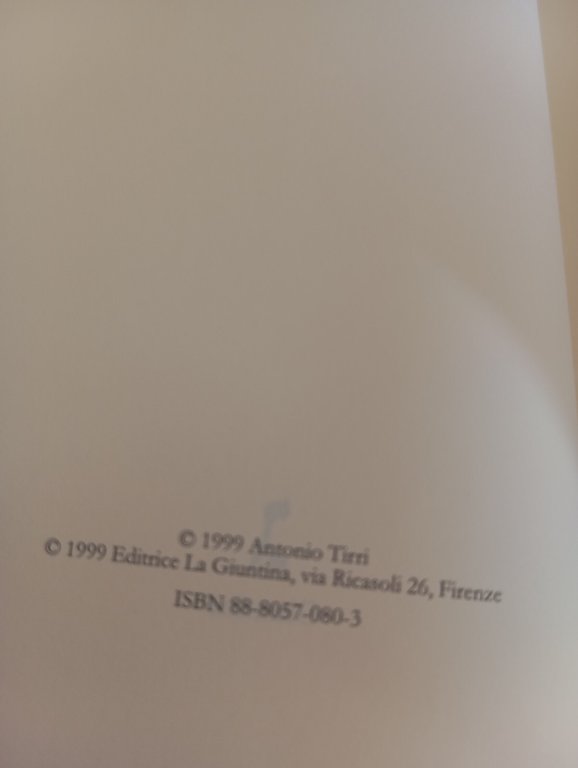 © 1999 Antonio Tirri
© 1999 Editrice La Giuntina, via Ricasoli 26, Firenze
ISBN 88-8057-080-3